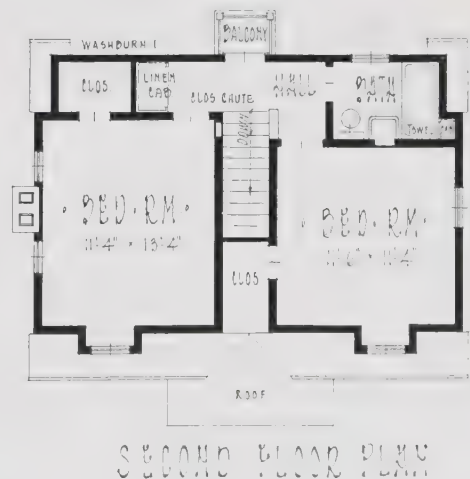 BALCONY
WASHBURN I
CLOS
LINEN
CAB
CLOS CHUTE
HALL
BATH
TOWEL
DOWN
BED·RM·
11'-4" × 13'-4"
BED·RM·
CLOS
ROOF
SECOND FLOOR PLAN